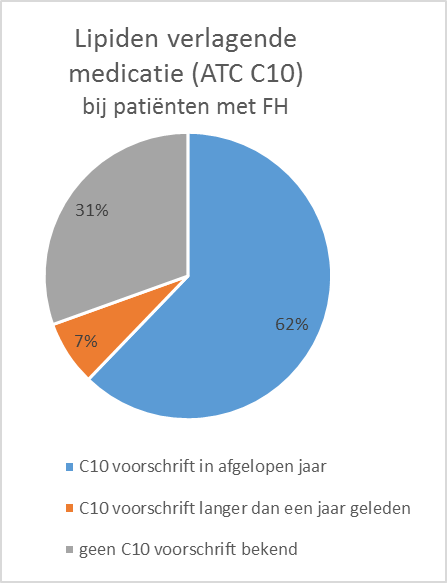 Lipiden verlagende
medicatie (ATC C10)
bij patiënten met FH
31%
62%
7%
C10 voorschrift in afgelopen jaar
C10 voorschrift langer dan een jaar geleden
geen C10 voorschrift bekend